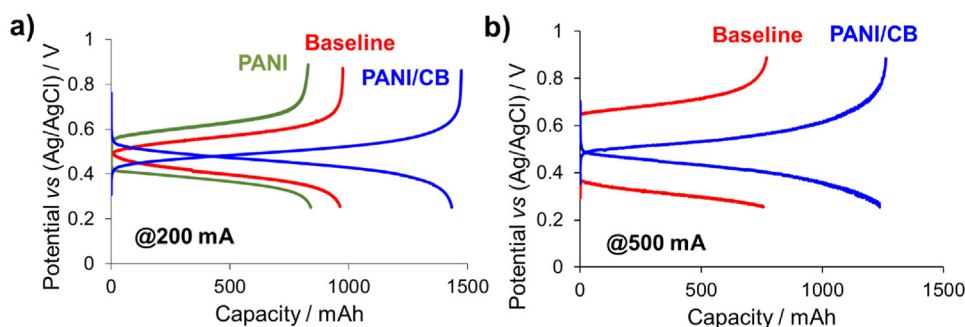 a)
Potential vs (Ag/AgCl) / V
1
0.8
0.6
0.4
0.2
0
PANI
Baseline
PANI/CB
@200 mA
0
500
1000
1500
Capacity / mAh
b)
Potential vs (Ag/AgCl) / V
1
0.8
0.6
0.4
0.2
0
Baseline
PANI/CB
@500 mA
0
500
1000
1500
Capacity / mAh